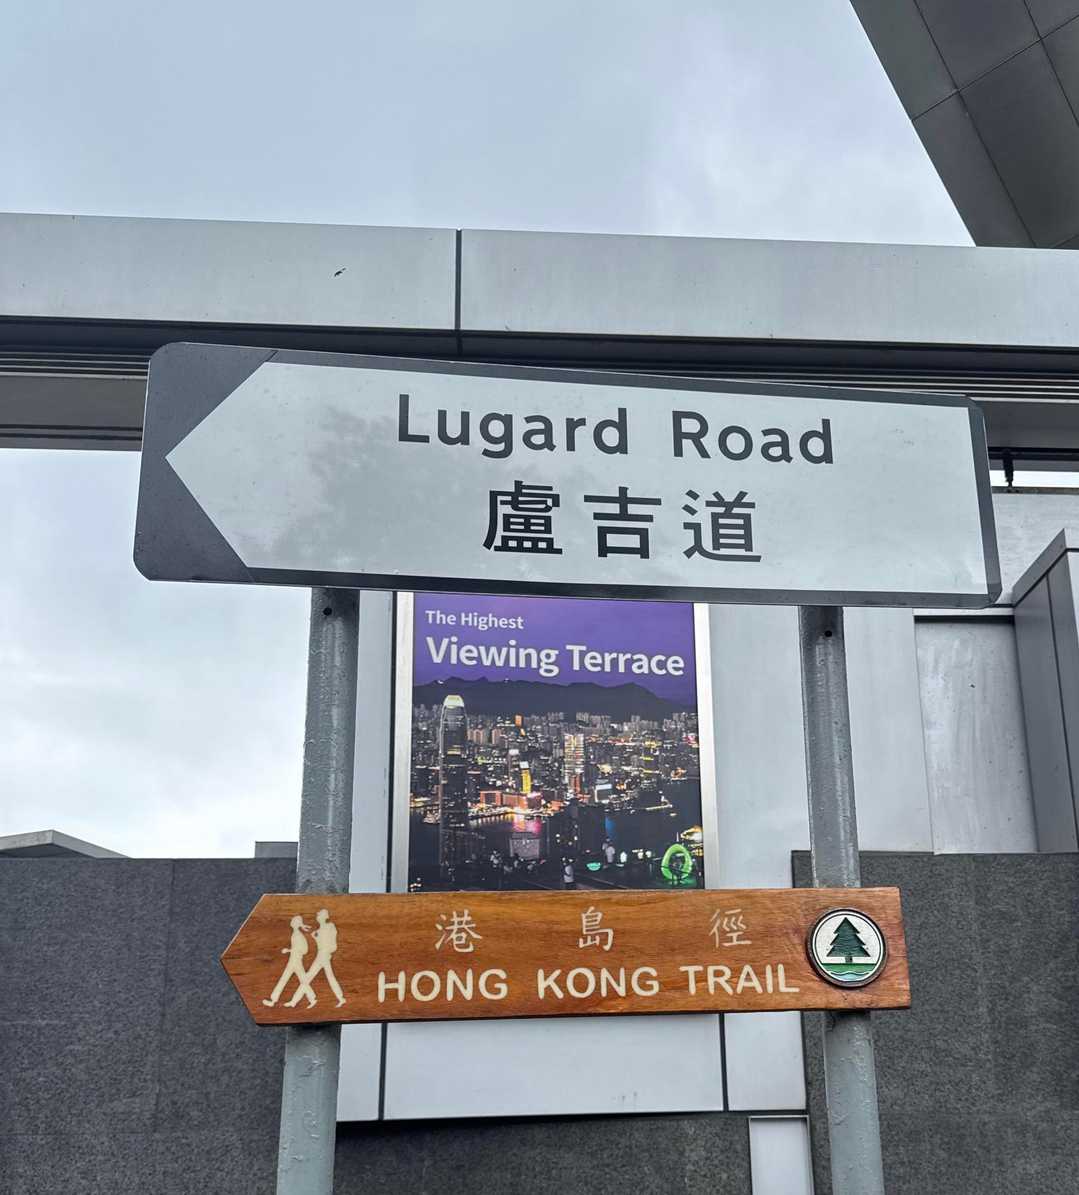 Lugard Road
盧吉道
The Highest
Viewing Terrace
港島徑
HONG KONG TRAIL